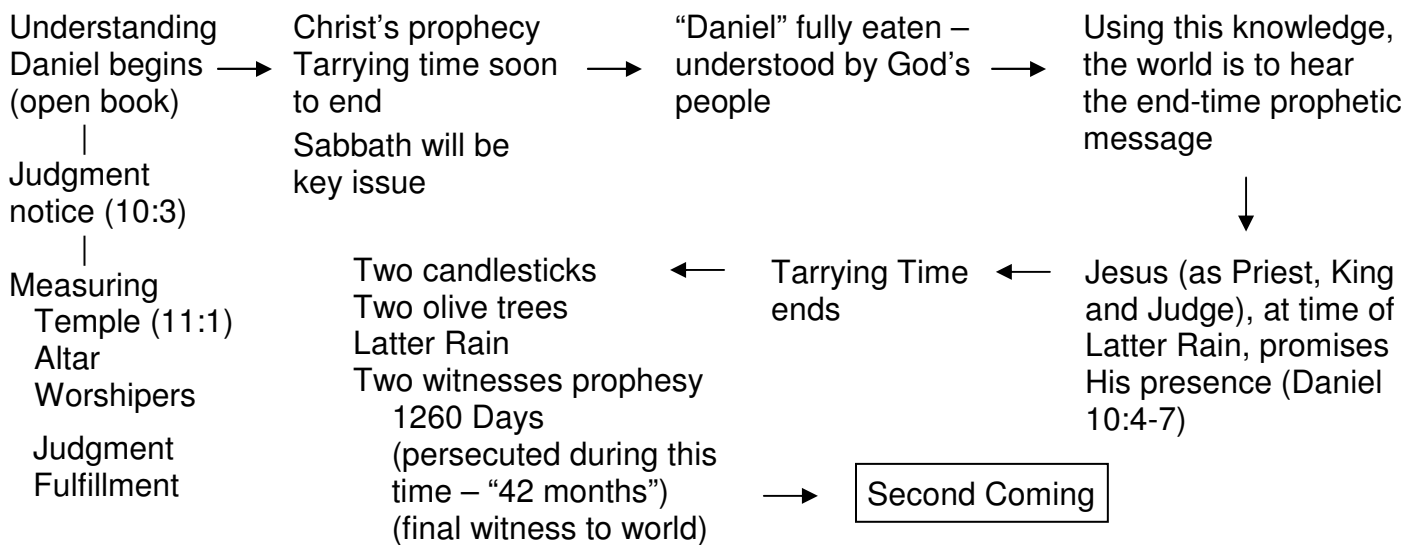 Understanding
Daniel begins
(open book)
Judgment
notice (10:3)
Measuring
Temple (11:1)
Altar
Worshipers
Judgment
Fulfillment
Christ’s prophecy
Tarrying time soon
to end
Sabbath will be
key issue
“Daniel” fully eaten –
understood by God’s
people
Using this knowledge,
the world is to hear
the end-time prophetic
message
Jesus (as Priest, King
and Judge), at time of
Latter Rain, promises
His presence (Daniel
10:4-7)
Tarrying Time
ends
Two candlesticks
Two olive trees
Latter Rain
Two witnesses prophesy
1260 Days
(persecuted during this
time – “42 months”)
(final witness to world)
Second Coming